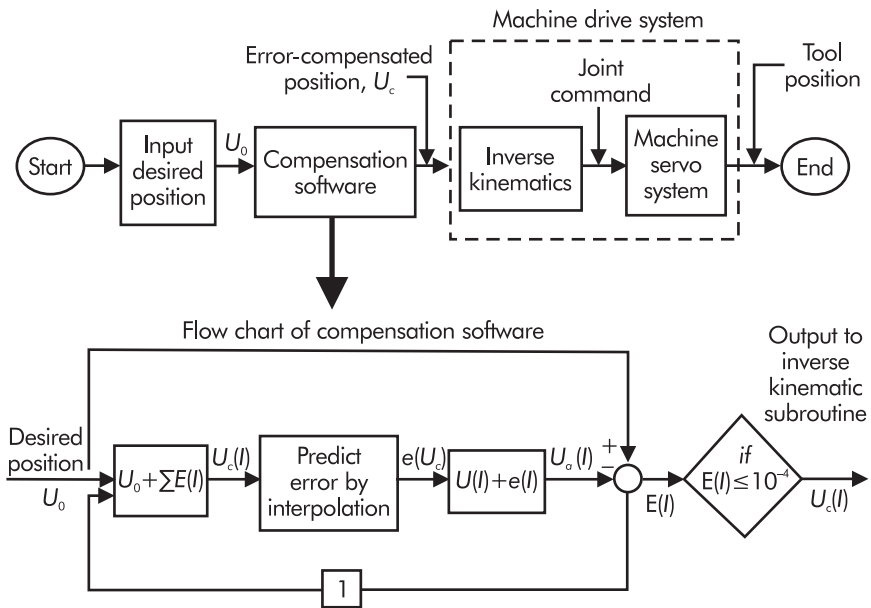 Machine drive system
Error-compensated
position, U_c
Joint
command
Tool
position
Start
Input
desired
position
U_0
Compensation
software
Inverse
kinematics
Machine
servo
system
End
Flow chart of compensation software
Output to
inverse
kinematic
subroutine
Desired
position
U_0
U_0+∑E(I)
U_c(I)
Predict
error by
interpolation
e(U_c)
U(I)+e(I)
U_a(I)
+
−
E(I)
if
E(I)≤10^-4
U_c(I)
1